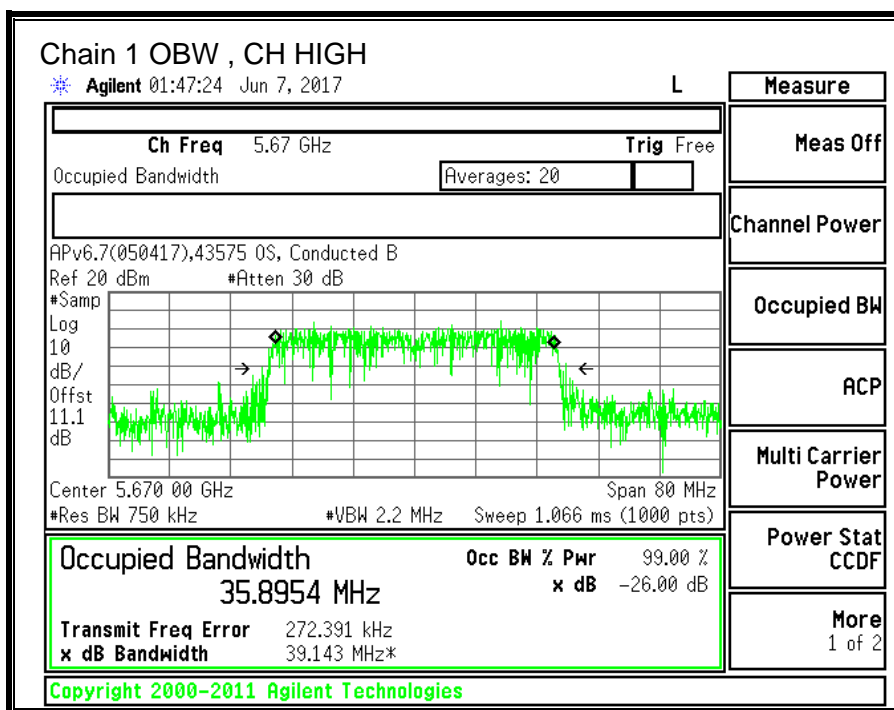 Chain 1 OBW , CH HIGH
Agilent 01:47:24 Jun 7, 2017 L
Ch Freq 5.67 GHz Trig Free
Occupied Bandwidth Averages: 20
APv6.7(050417),43575 OS, Conducted B
Ref 20 dBm #Atten 30 dB
#Samp
Log
10
dB/
Offst
11.1
dB
Center 5.670 00 GHz Span 80 MHz
#Res BW 750 kHz #VBW 2.2 MHz Sweep 1.066 ms (1000 pts)
Occupied Bandwidth Occ BW % Pwr 99.00 %
35.8954 MHz x dB -26.00 dB
Transmit Freq Error 272.391 kHz
x dB Bandwidth 39.143 MHz*
Copyright 2000-2011 Agilent Technologies
Measure
Meas Off
Channel Power
Occupied BW
ACP
Multi Carrier
Power
Power Stat
CCDF
More
1 of 2